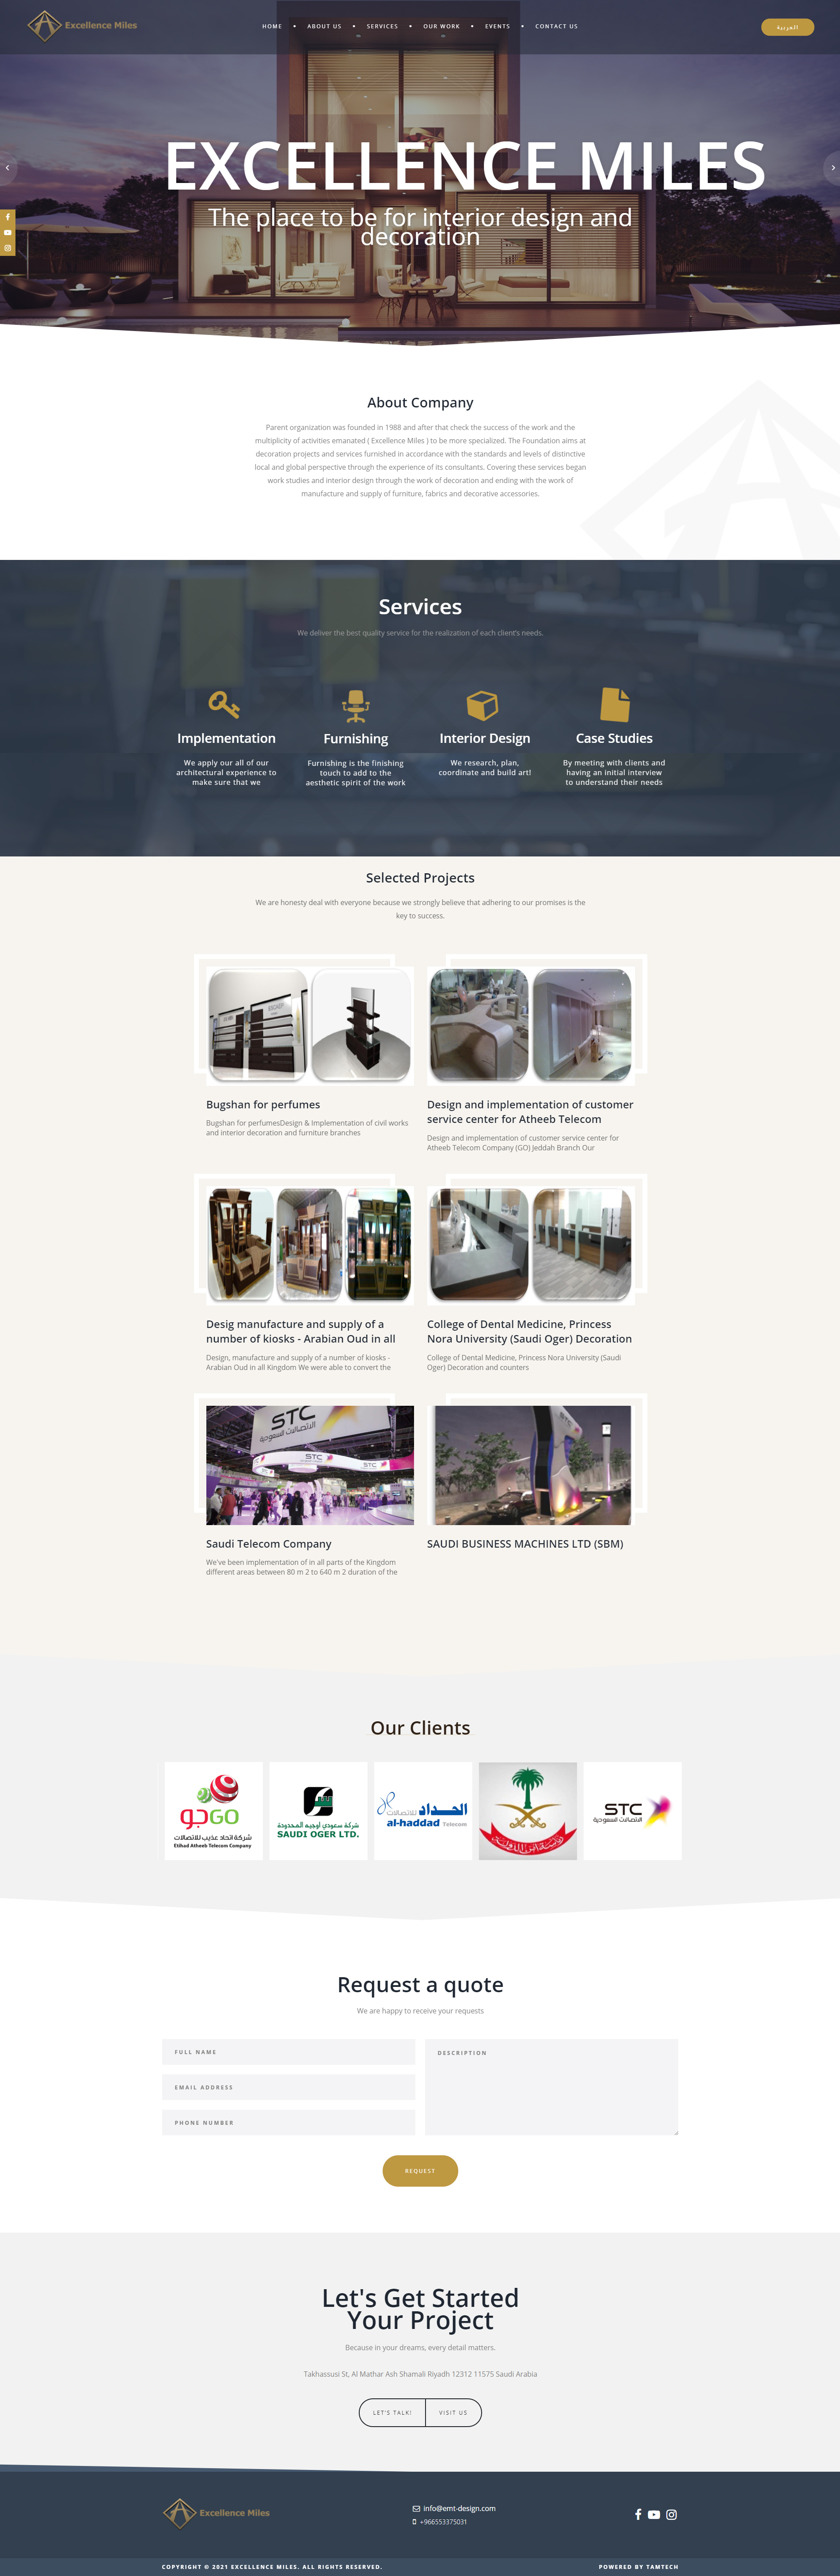 Excellence Miles
HOME
ABOUT US
SERVICES
OUR WORK
EVENTS
CONTACT US
العربية
EXCELLENCE MILES
The place to be for interior design and
decoration
About Company
Parent organization was founded in 1988 and after that check the success of the work and the
multiplicity of activities emanated ( Excellence Miles ) to be more specialized. The Foundation aims at
decoration projects and services furnished in accordance with the standards and levels of distinctive
local and global perspective through the experience of its consultants. Covering these services began
work studies and interior design through the work of decoration and ending with the work of
manufacture and supply of furniture, fabrics and decorative accessories.
Services
We deliver the best quality service for the realization of each client's needs.
Implementation
We apply our all of our
architectural experience to
make sure that we
Furnishing
Furnishing is the finishing
touch to add to the
aesthetic spirit of the work
Interior Design
We research, plan,
coordinate and build art!
Case Studies
By meeting with clients and
having an initial interview
to understand their needs
Selected Projects
We are honesty deal with everyone because we strongly believe that adhering to our promises is the
key to success.
Bugshan for perfumes
Bugshan for perfumesDesign & Implementation of civil works
and interior decoration and furniture branches
Design and implementation of customer
service center for Atheeb Telecom
Design and implementation of customer service center for
Atheeb Telecom Company (GO) Jeddah Branch Our
Desig manufacture and supply of a
number of kiosks - Arabian Oud in all
Design, manufacture and supply of a number of kiosks -
Arabian Oud in all Kingdom We were able to convert the
College of Dental Medicine, Princess
Nora University (Saudi Oger) Decoration
College of Dental Medicine, Princess Nora University (Saudi
Oger) Decoration and counters
STC
الاتصالات السعودية
STC
Saudi Telecom Company
We've been implementation of in all parts of the Kingdom
different areas between 80 m 2 to 640 m 2 duration of the
SAUDI BUSINESS MACHINES LTD (SBM)
Our Clients
جو GO
شركة اتحاد عذيب للاتصالات
Etihad Atheeb Telecom Company
شركة سعودي اوجيه المحدودة
SAUDI OGER LTD.
الحداد للاتصالات
al-haddad Telecom
STC
الاتصالات السعودية
Request a quote
We are happy to receive your requests
FULL NAME
EMAIL ADDRESS
PHONE NUMBER
DESCRIPTION
REQUEST
Let's Get Started
Your Project
Because in your dreams, every detail matters.
Takhassusi St, Al Mathar Ash Shamali Riyadh 12312 11575 Saudi Arabia
LET'S TALK!
VISIT US
Excellence Miles
info@emt-design.com
+966553375031
COPYRIGHT © 2021 EXCELLENCE MILES. ALL RIGHTS RESERVED.
POWERED BY TAMTECH